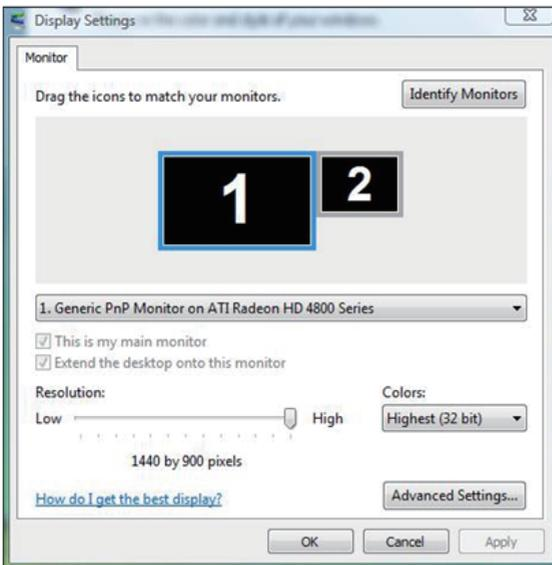 Display Settings
Monitor
Drag the icons to match your monitors.
Identify Monitors
1
2
1. Generic PnP Monitor on ATI Radeon HD 4800 Series
This is my main monitor
Extend the desktop onto this monitor
Resolution:
Colors:
Low
High
Highest (32 bit)
1440 by 900 pixels
How do I get the best display?
Advanced Settings...
OK
Cancel
Apply